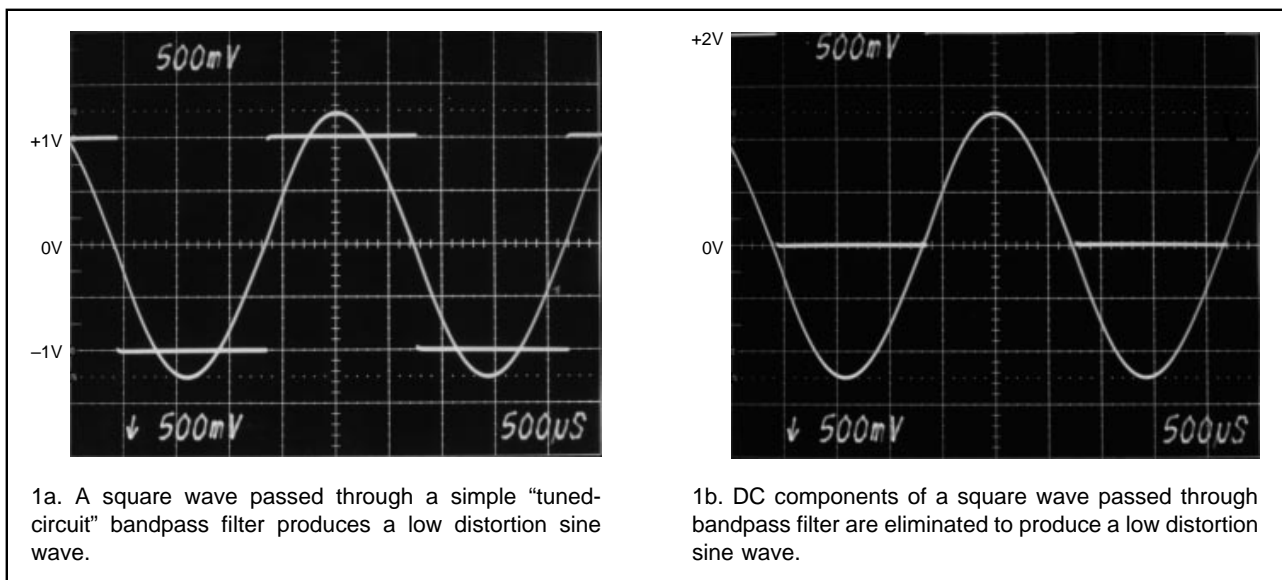 500mV
+1V
0V
–1V
↓ 500mV 500µS
1a. A square wave passed through a simple “tuned-
circuit” bandpass filter produces a low distortion sine
wave.
+2V
500mV
0V
↓ 500mV 500µS
1b. DC components of a square wave passed through
bandpass filter are eliminated to produce a low distortion
sine wave.